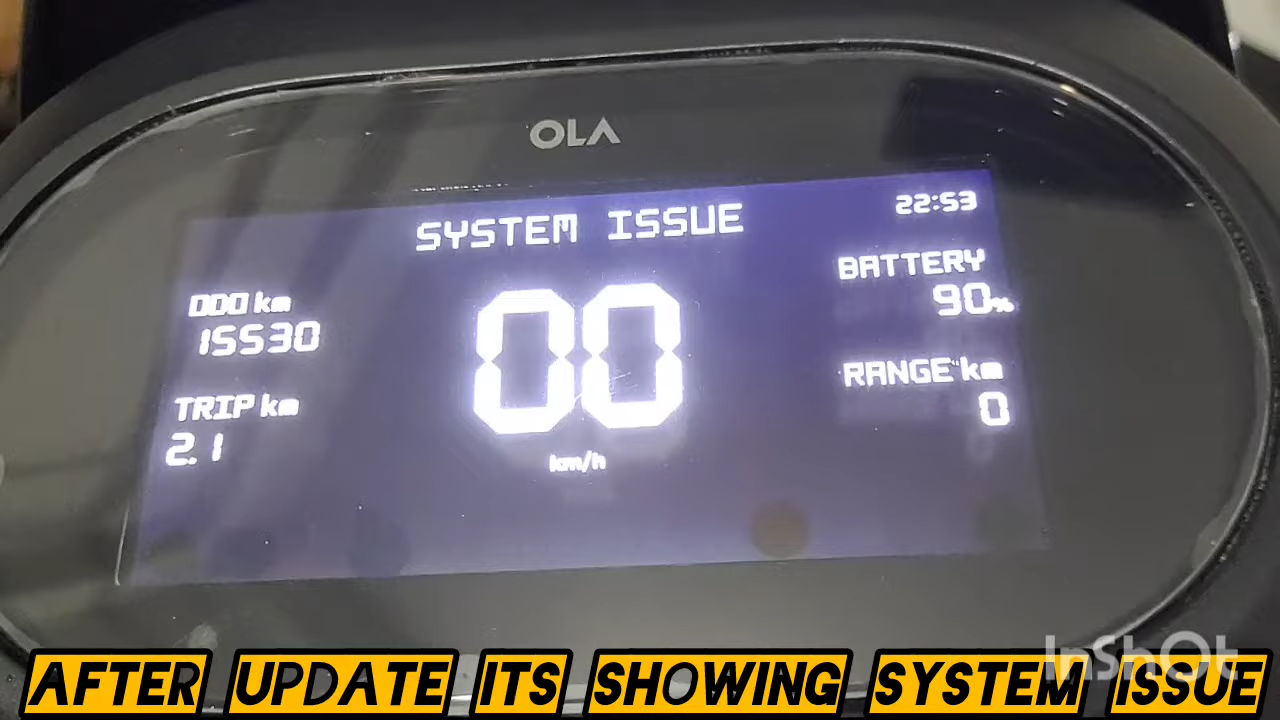 OLA
22:53
SYSTEM ISSUE
BATTERY
90%
ODO km
15530
00
km/h
RANGE km
0
TRIP km
2.1
InShOt
AFTER UPDATE ITS SHOWING SYSTEM ISSUE